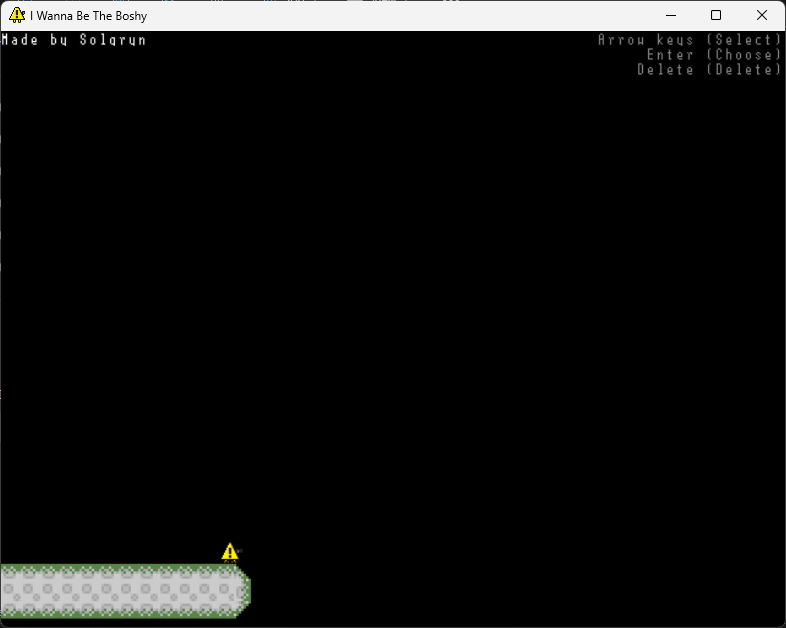 I Wanna Be The Boshy
Made by Solgryn
Arrow keys (Select)
Enter (Choose)
Delete (Delete)